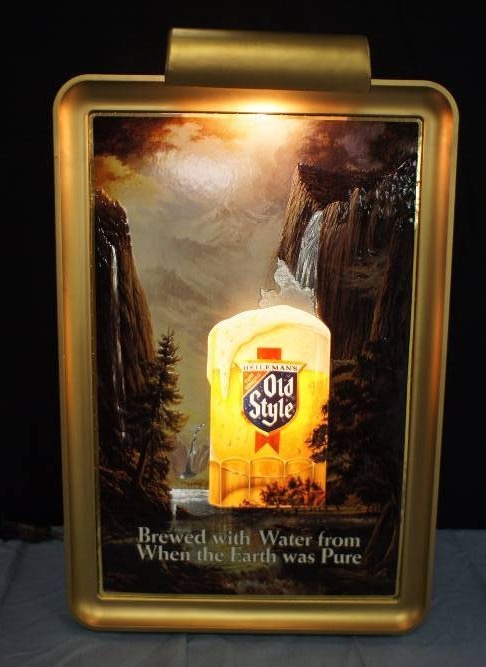 HEILEMAN'S
Old
Style
Brewed with Water from
When the Earth was Pure